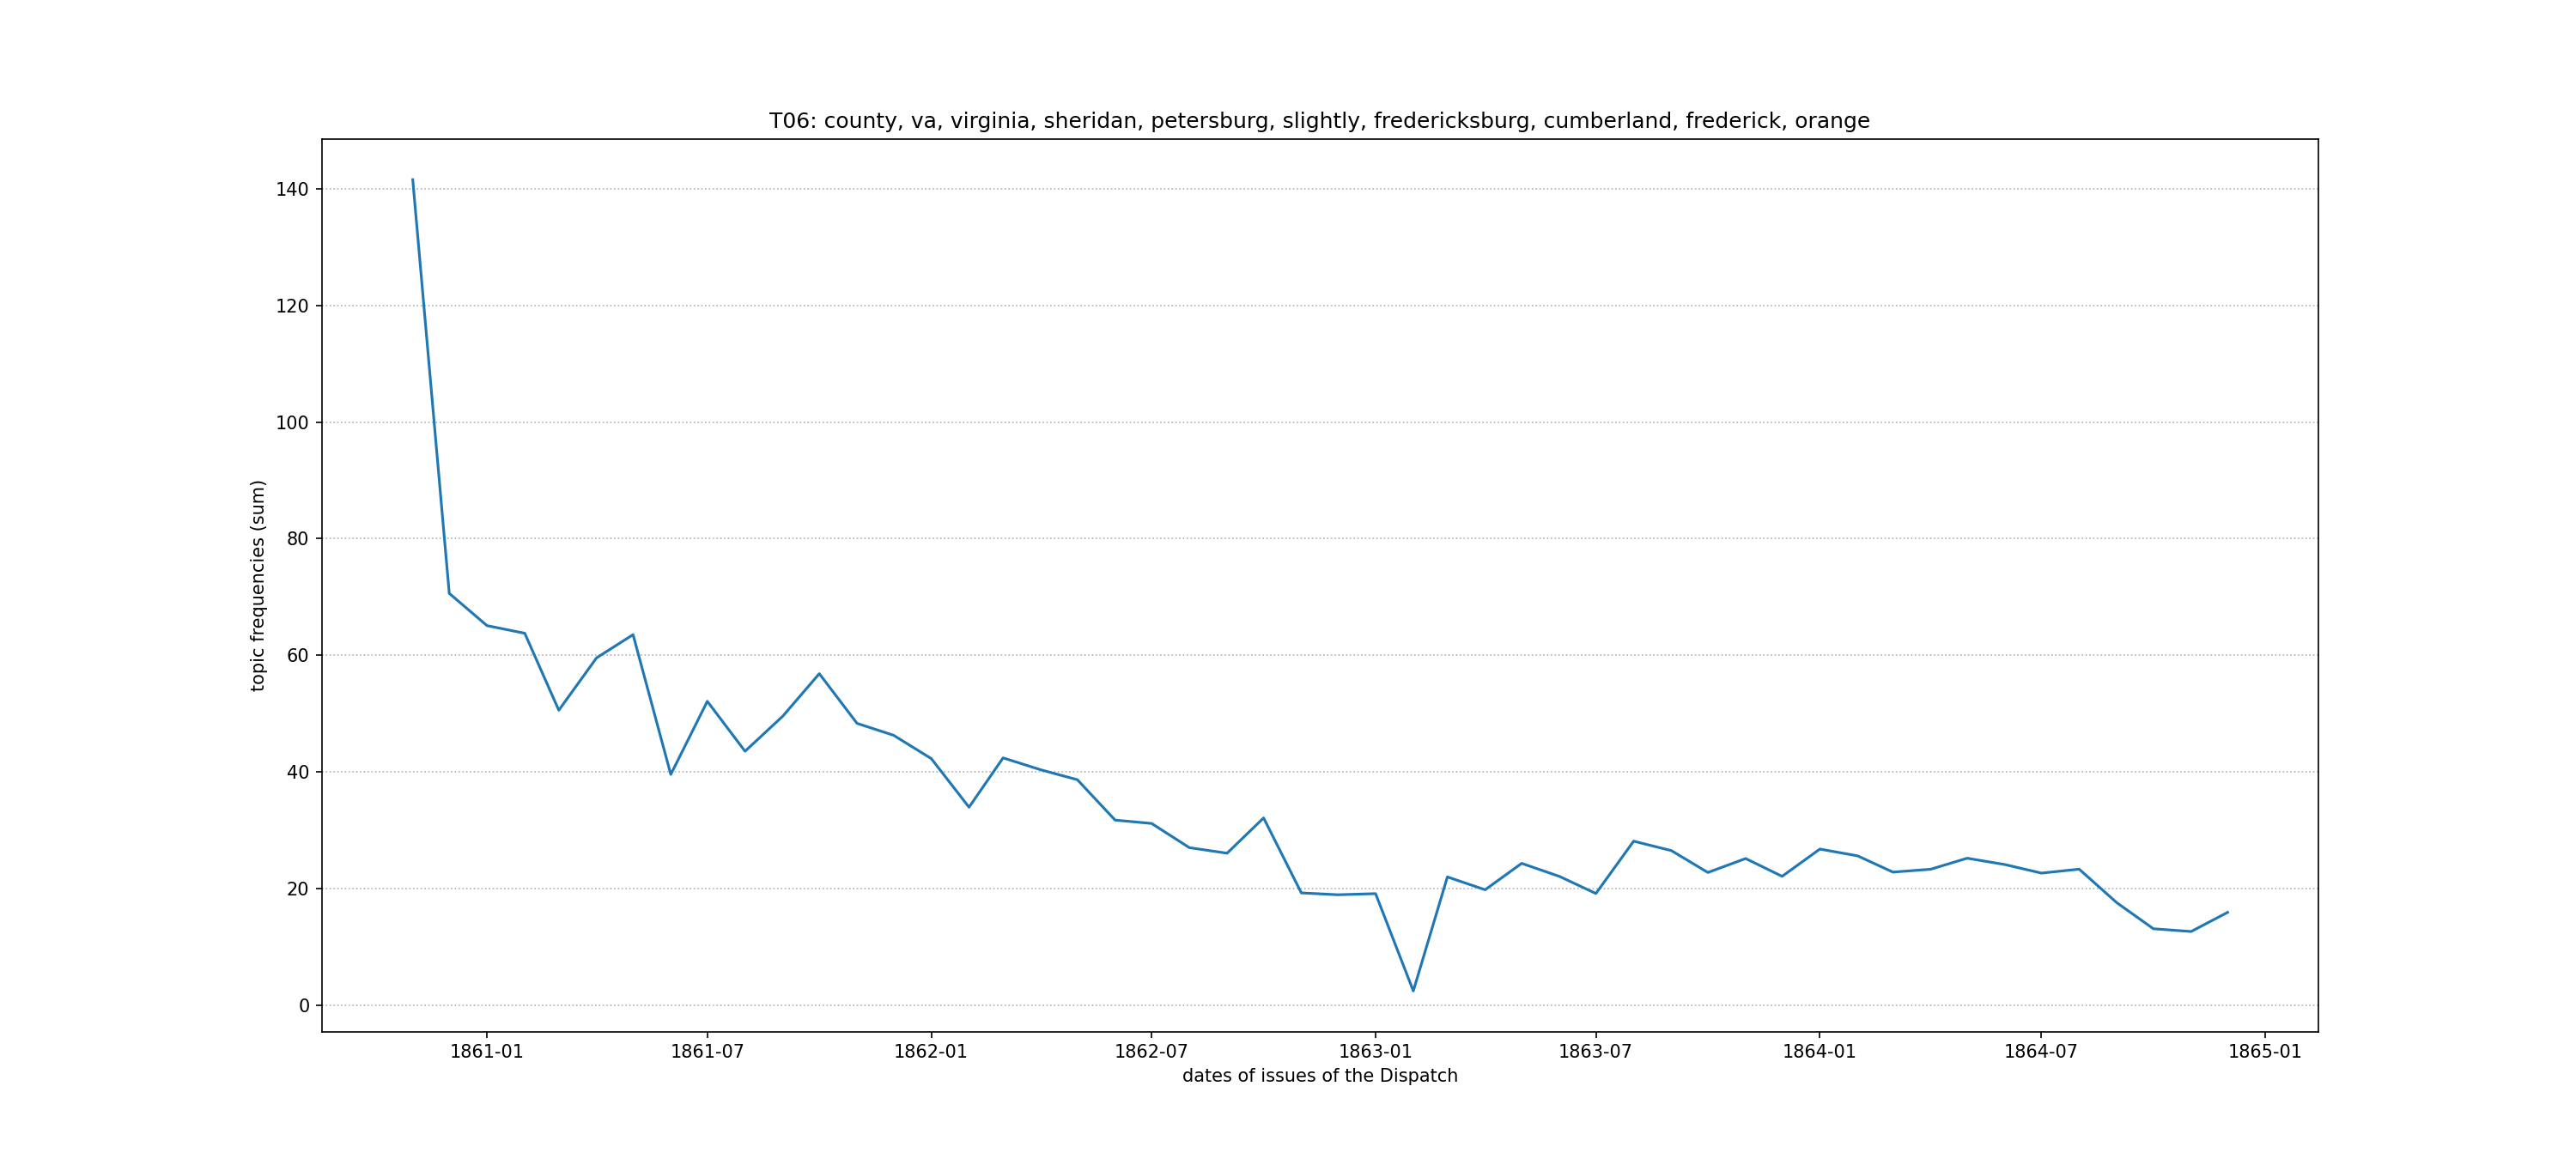 T06: county, va, virginia, sheridan, petersburg, slightly, fredericksburg, cumberland, frederick, orange
140
120
100
80
60
40
20
0
topic frequencies (sum)
1861-01 1861-07 1862-01 1862-07 1863-01 1863-07 1864-01 1864-07 1865-01
dates of issues of the Dispatch